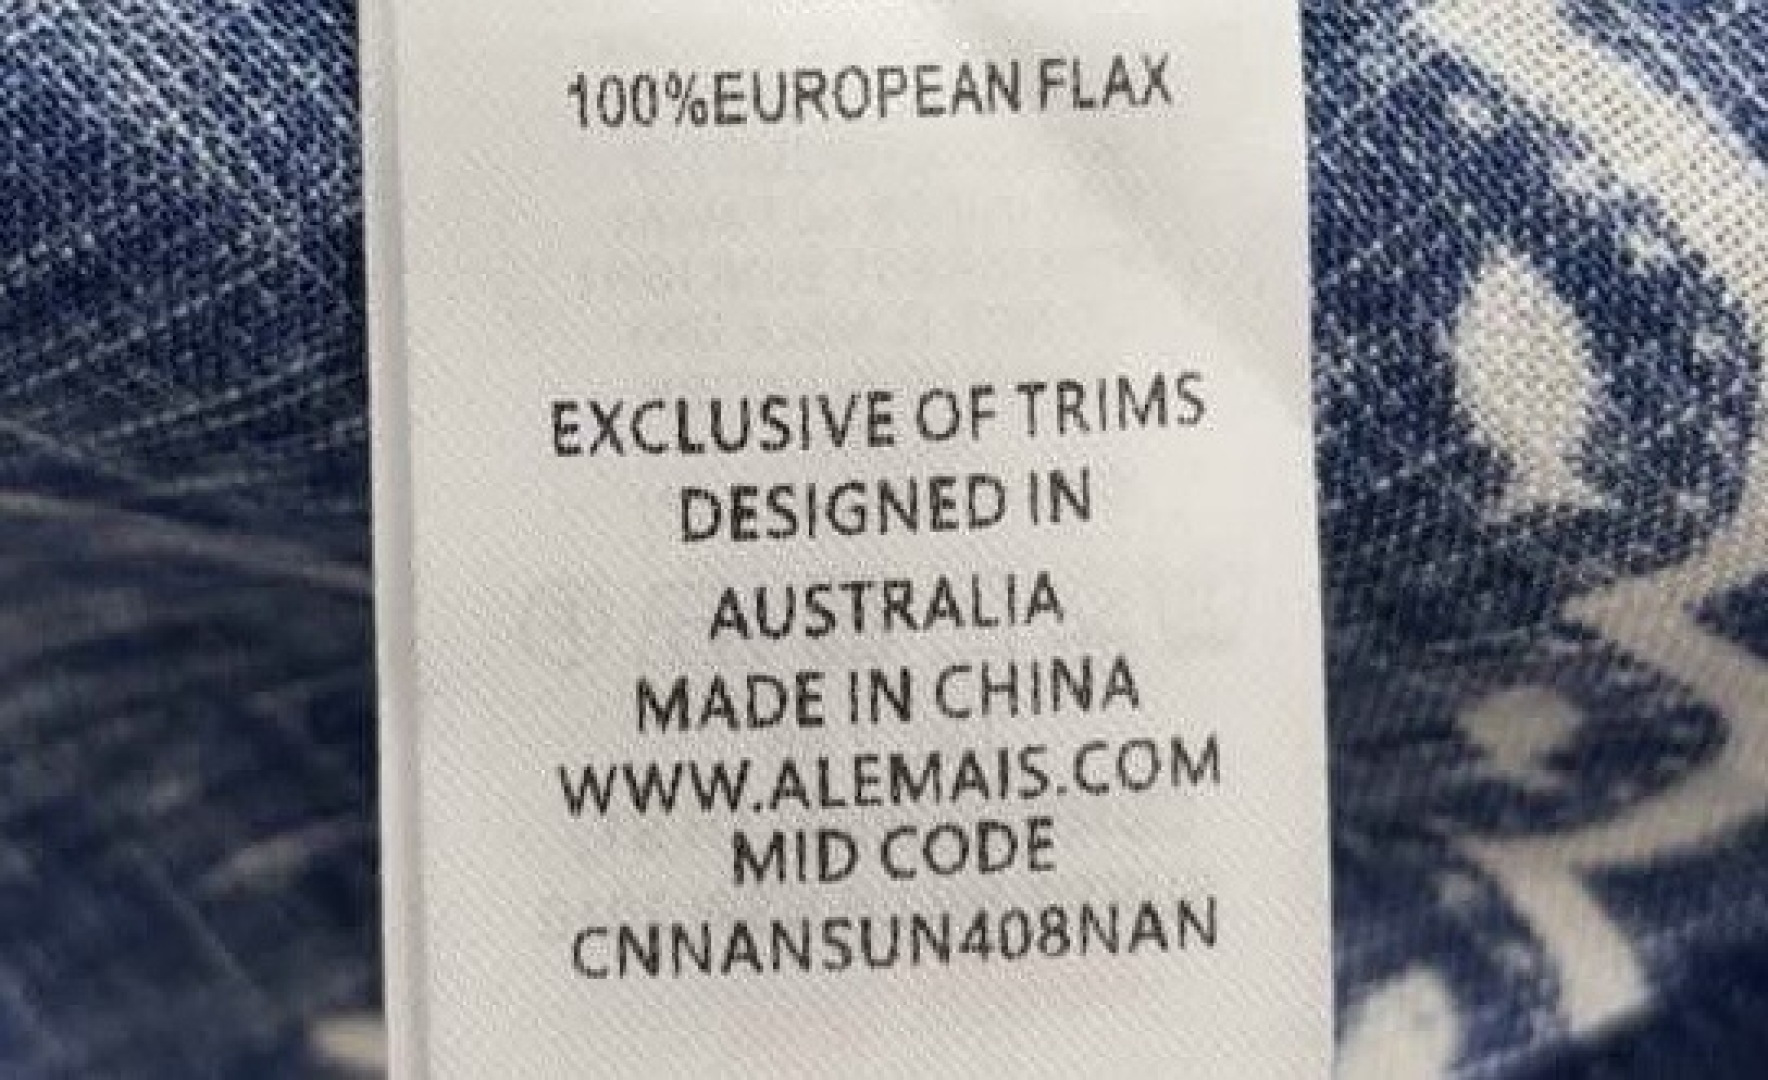 100%EUROPEAN FLAX
EXCLUSIVE OF TRIMS
DESIGNED IN
AUSTRALIA
MADE IN CHINA
WWW.ALEMAIS.COM
MID CODE
CNNANSUN408NAN